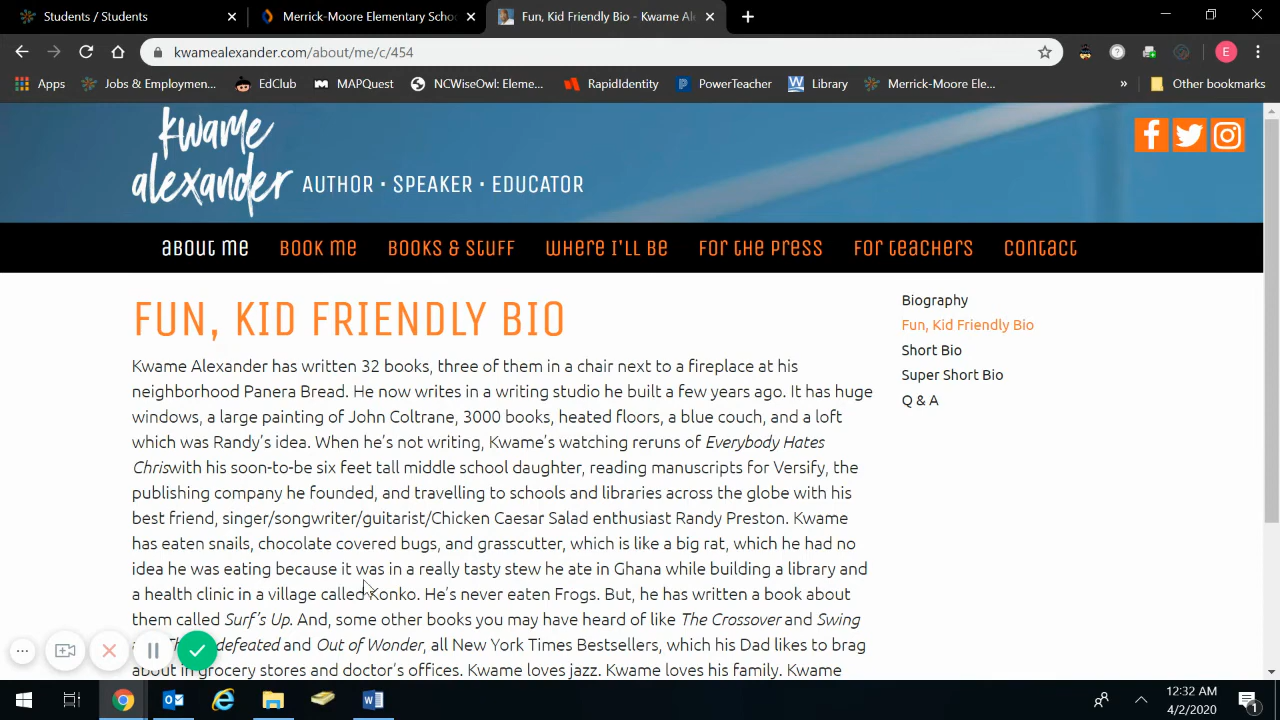 Students / Students
Merrick-Moore Elementary Scho
Fun, Kid Friendly Bio - Kwame Al
kwamealexander.com/about/me/c/454
E
Apps
Jobs & Employmen...
EdClub
MAPQuest
NCWiseOwl: Eleme...
RapidIdentity
PowerTeacher
Library
Merrick-Moore Ele...
»
Other bookmarks
kwame
alexander
AUTHOR • SPEAKER • EDUCATOR
ABOUT ME
BOOK ME
BOOKS & STUFF
WHERE I'LL BE
FOR THE PRESS
FOR TEACHERS
CONTACT
FUN, KID FRIENDLY BIO
Kwame Alexander has written 32 books, three of them in a chair next to a fireplace at his
neighborhood Panera Bread. He now writes in a writing studio he built a few years ago. It has huge
windows, a large painting of John Coltrane, 3000 books, heated floors, a blue couch, and a loft
which was Randy's idea. When he's not writing, Kwame's watching reruns of Everybody Hates
Chriswith his soon-to-be six feet tall middle school daughter, reading manuscripts for Versify, the
publishing company he founded, and travelling to schools and libraries across the globe with his
best friend, singer/songwriter/guitarist/Chicken Caesar Salad enthusiast Randy Preston. Kwame
has eaten snails, chocolate covered bugs, and grasscutter, which is like a big rat, which he had no
idea he was eating because it was in a really tasty stew he ate in Ghana while building a library and
a health clinic in a village called Konko. He's never eaten Frogs. But, he has written a book about
them called Surf's Up. And, some other books you may have heard of like The Crossover and Swing
defeated and Out of Wonder, all New York Times Bestsellers, which his Dad likes to brag
about in grocery stores and doctor's offices. Kwame loves jazz. Kwame loves his family. Kwame
Biography
Fun, Kid Friendly Bio
Short Bio
Super Short Bio
Q & A
12:32 AM
4/2/2020
1